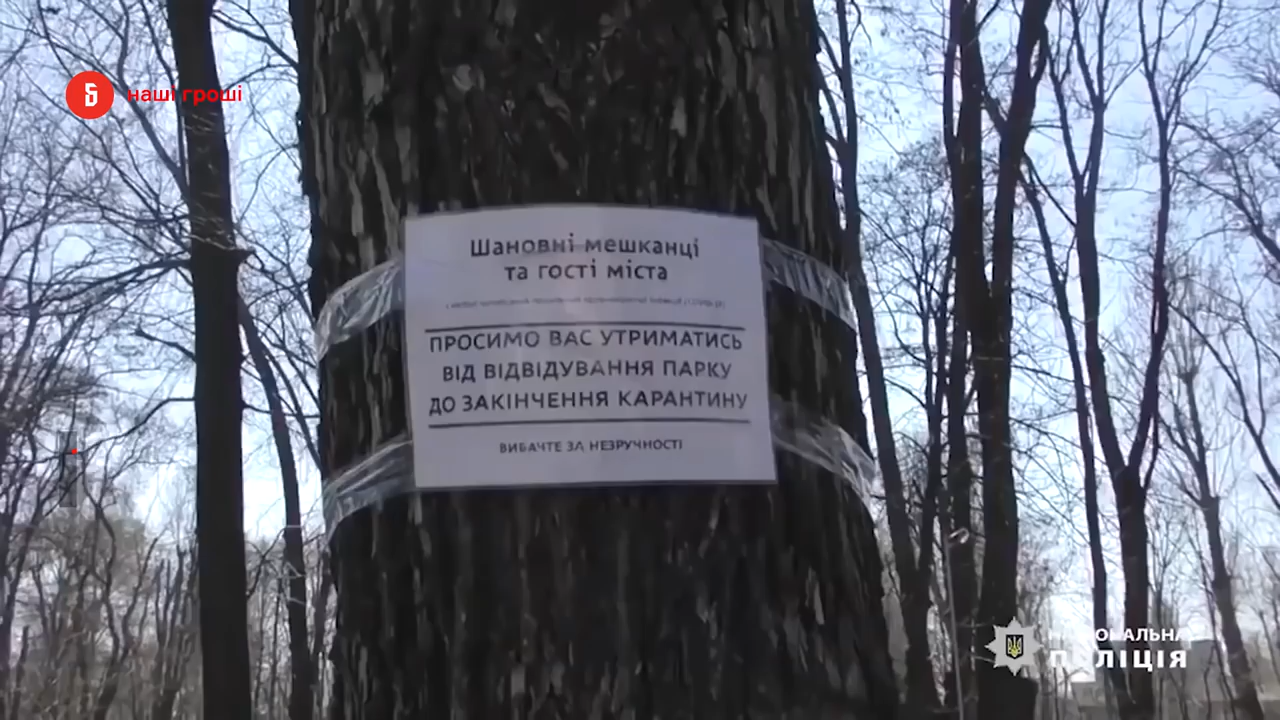 Б наші гроші
Шановні мешканці
та гості міста
ПРОСИМО ВАС УТРИМАТИСЬ
ВІД ВІДВІДУВАННЯ ПАРКУ
ДО ЗАКІНЧЕННЯ КАРАНТИНУ
ВИБАЧТЕ ЗА НЕЗРУЧНОСТІ
НАЦІОНАЛЬНА
ПОЛІЦІЯ